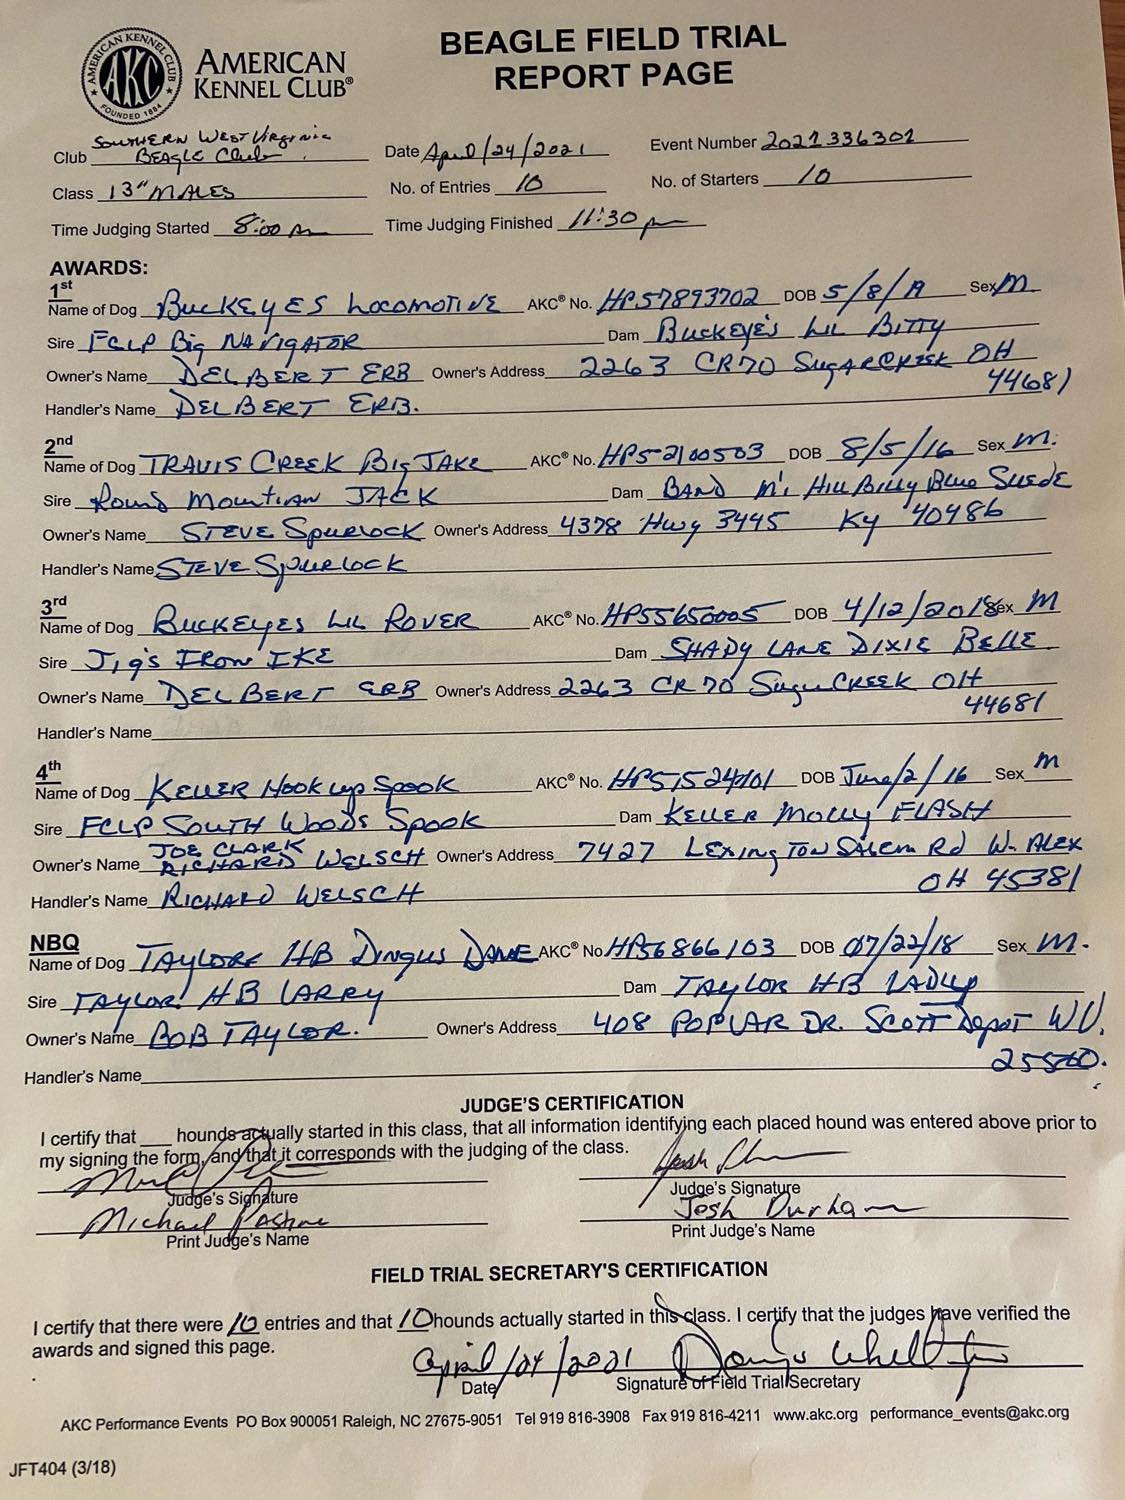 AMERICAN KENNEL CLUB
AKC
FOUNDED 1884
AMERICAN
KENNEL CLUB®
BEAGLE FIELD TRIAL
REPORT PAGE
Club SOUTHERN WEST VIRGINIA BEAGLE Club Date April/24/2021 Event Number 2021336301
Class 13" MALES No. of Entries 10 No. of Starters 10
Time Judging Started 8:00 Am Time Judging Finished 11:30 pm
AWARDS:
1st
Name of Dog BUCKEYES LOCOMOTIVE AKC® No. HP57893702 DOB 5/8/19 Sex M.
Sire FCLP Big NAVIGATOR Dam BUCKEYE'S LIL BITTY
Owner's Name DELBERT ERB Owner's Address 2263 CR70 SUGARCREEK OH
44681
Handler's Name DELBERT ERB.
2nd
Name of Dog TRAVIS CREEK Big JAKE AKC® No. HP52100503 DOB 8/5/16 Sex M.
Sire Round Mountian JACK Dam BAND M'S Hill Billy Blue SUEDE
Owner's Name STEVE SPURLOCK Owner's Address 4378 Hwy 3445 Ky 40486
Handler's Name STEVE SPURLOCK
3rd
Name of Dog BUCKEYES LIL ROVER AKC® No. HP55650005 DOB 4/12/2018 Sex M
Sire Jig's IRON IKE Dam SHADY LANE DIXIE BELLE
Owner's Name DELBERT ERB Owner's Address 2263 CR 70 SugarCREEK OH
44681
Handler's Name
4th
Name of Dog KELLER HOOK up SPOOK AKC® No. HP51524701 DOB June/2/16 Sex M
Sire FCLP SOUTH WOODS SPOOK Dam KELLER MOLLY FLASH
Owner's Name JOE CLARK RICHARD WELSCH Owner's Address 7427 LEXINGTON SALEM Rd W. ALEX
OH 45381
Handler's Name RICHARD WELSCH
NBQ
Name of Dog TAYLORS HB DINGUS DANE AKC® No. HP56866103 DOB 07/22/18 Sex M.
Sire TAYLOR HB LARRY Dam TAYLOR HB
Owner's Name BOB TAYLOR. Owner's Address 408 POPLAR DR. SCOTT Depot WV.
25560.
Handler's Name
JUDGE'S CERTIFICATION
I certify that ___ hounds actually started in this class, that all information identifying each placed hound was entered above prior to
my signing the form, and that it corresponds with the judging of the class.
Judge's Signature Judge's Signature
Michael Josh Durham
Print Judge's Name Print Judge's Name
FIELD TRIAL SECRETARY'S CERTIFICATION
I certify that there were 10 entries and that 10 hounds actually started in this class. I certify that the judges have verified the
awards and signed this page.
April/24/2021
Date Signature of Field Trial Secretary
AKC Performance Events PO Box 900051 Raleigh, NC 27675-9051 Tel 919 816-3908 Fax 919 816-4211 www.akc.org performance_events@akc.org
JFT404 (3/18)